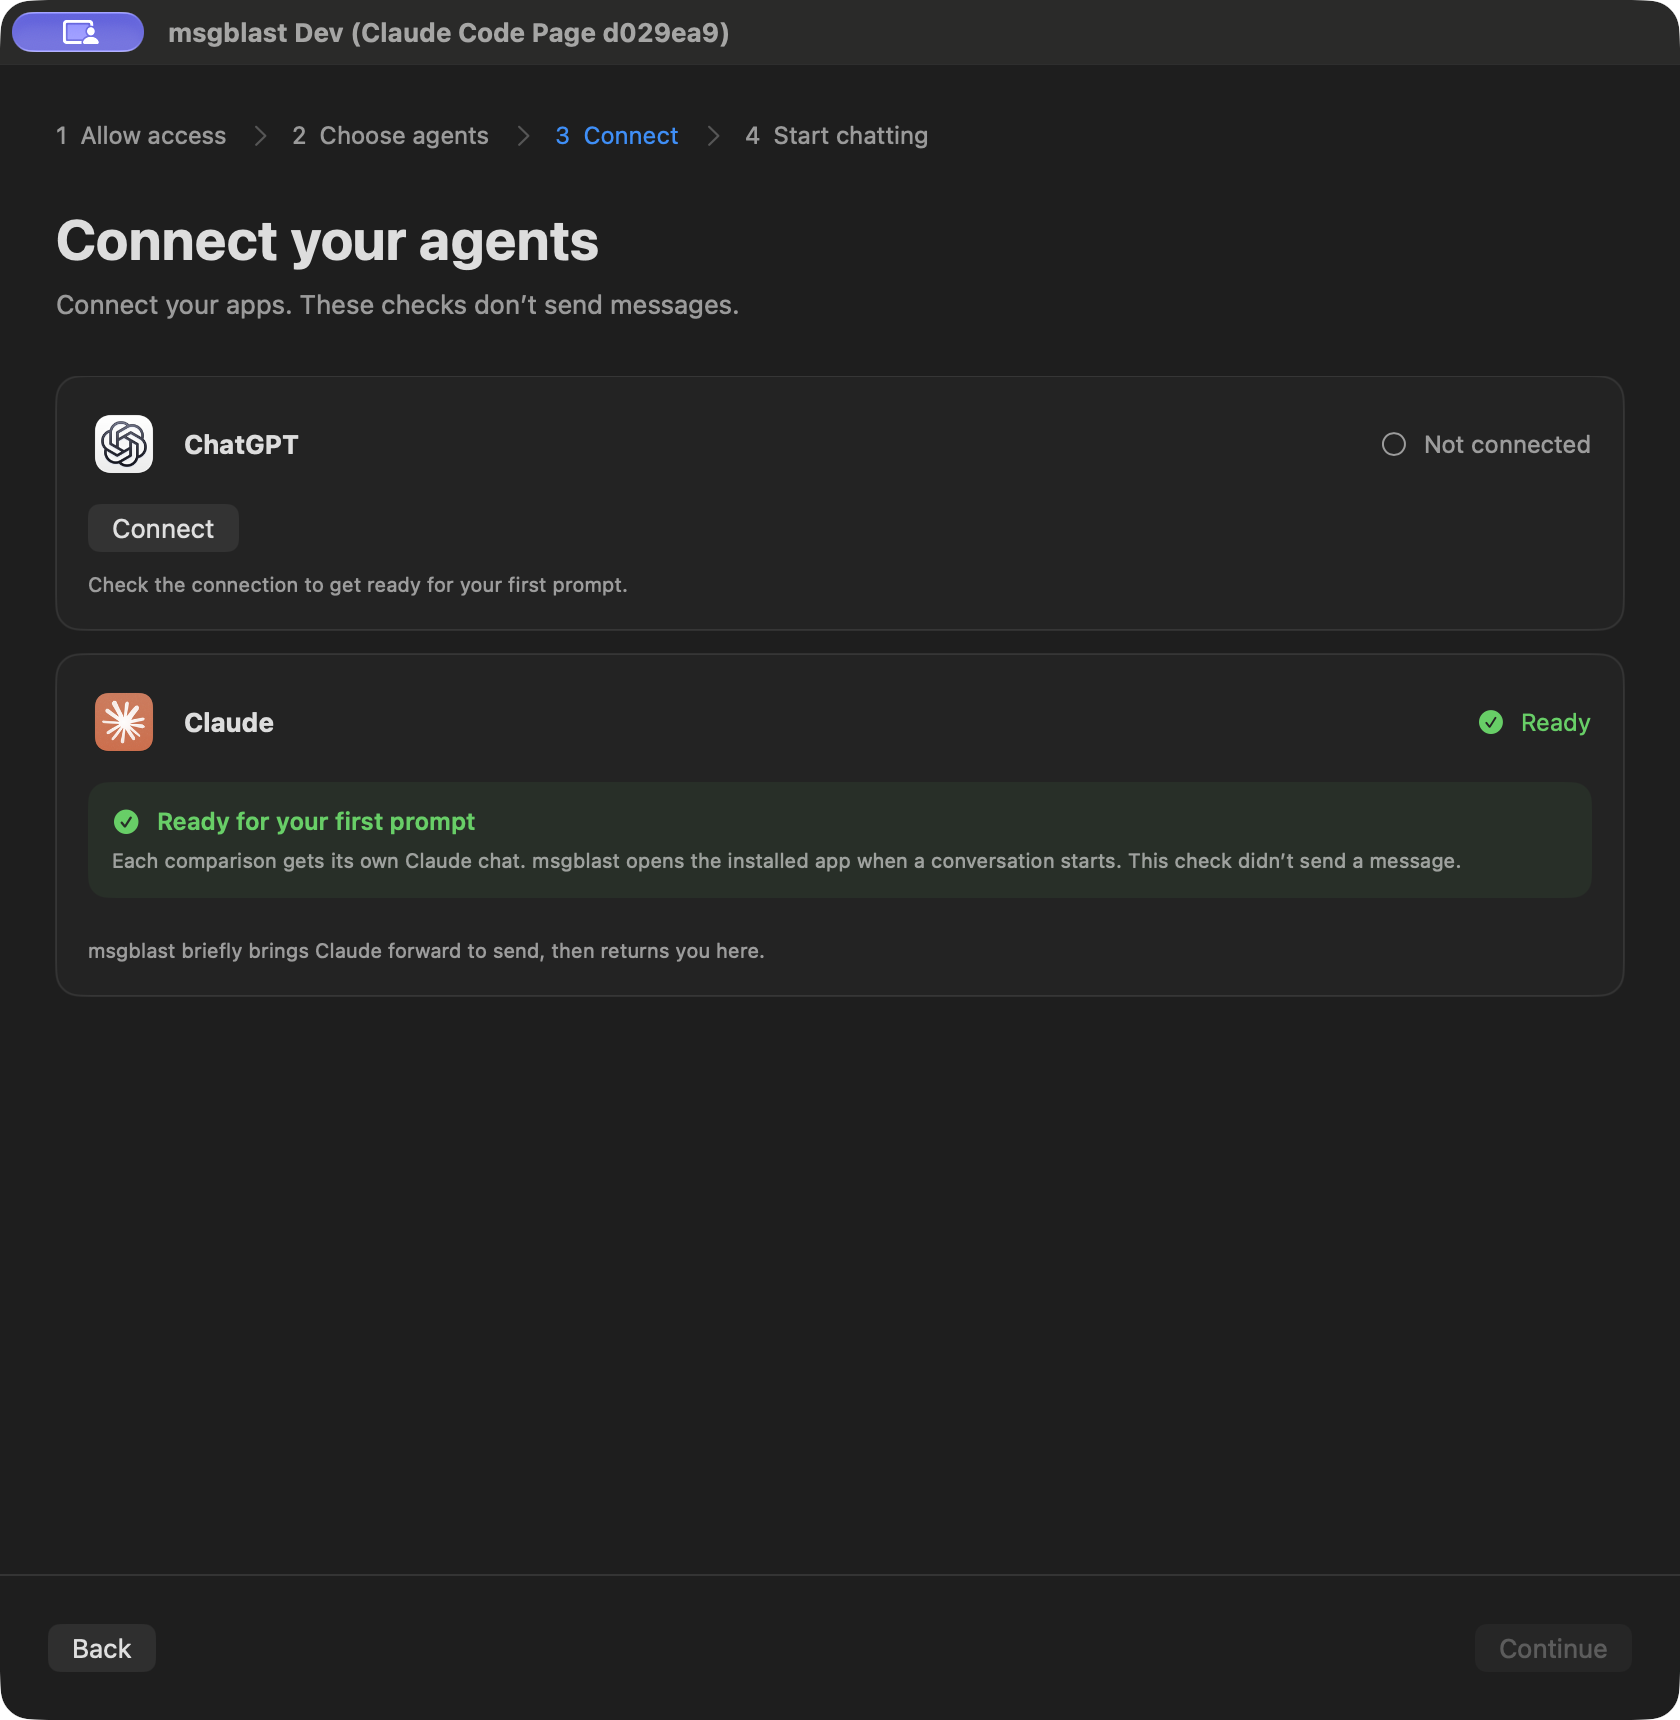 msgblast Dev (Claude Code Page d029ea9)
1 Allow access
2 Choose agents
3 Connect
4 Start chatting
Connect your agents
Connect your apps. These checks don’t send messages.
ChatGPT
Not connected
Connect
Check the connection to get ready for your first prompt.
Claude
Ready
Ready for your first prompt
Each comparison gets its own Claude chat. msgblast opens the installed app when a conversation starts. This check didn’t send a message.
msgblast briefly brings Claude forward to send, then returns you here.
Back
Continue